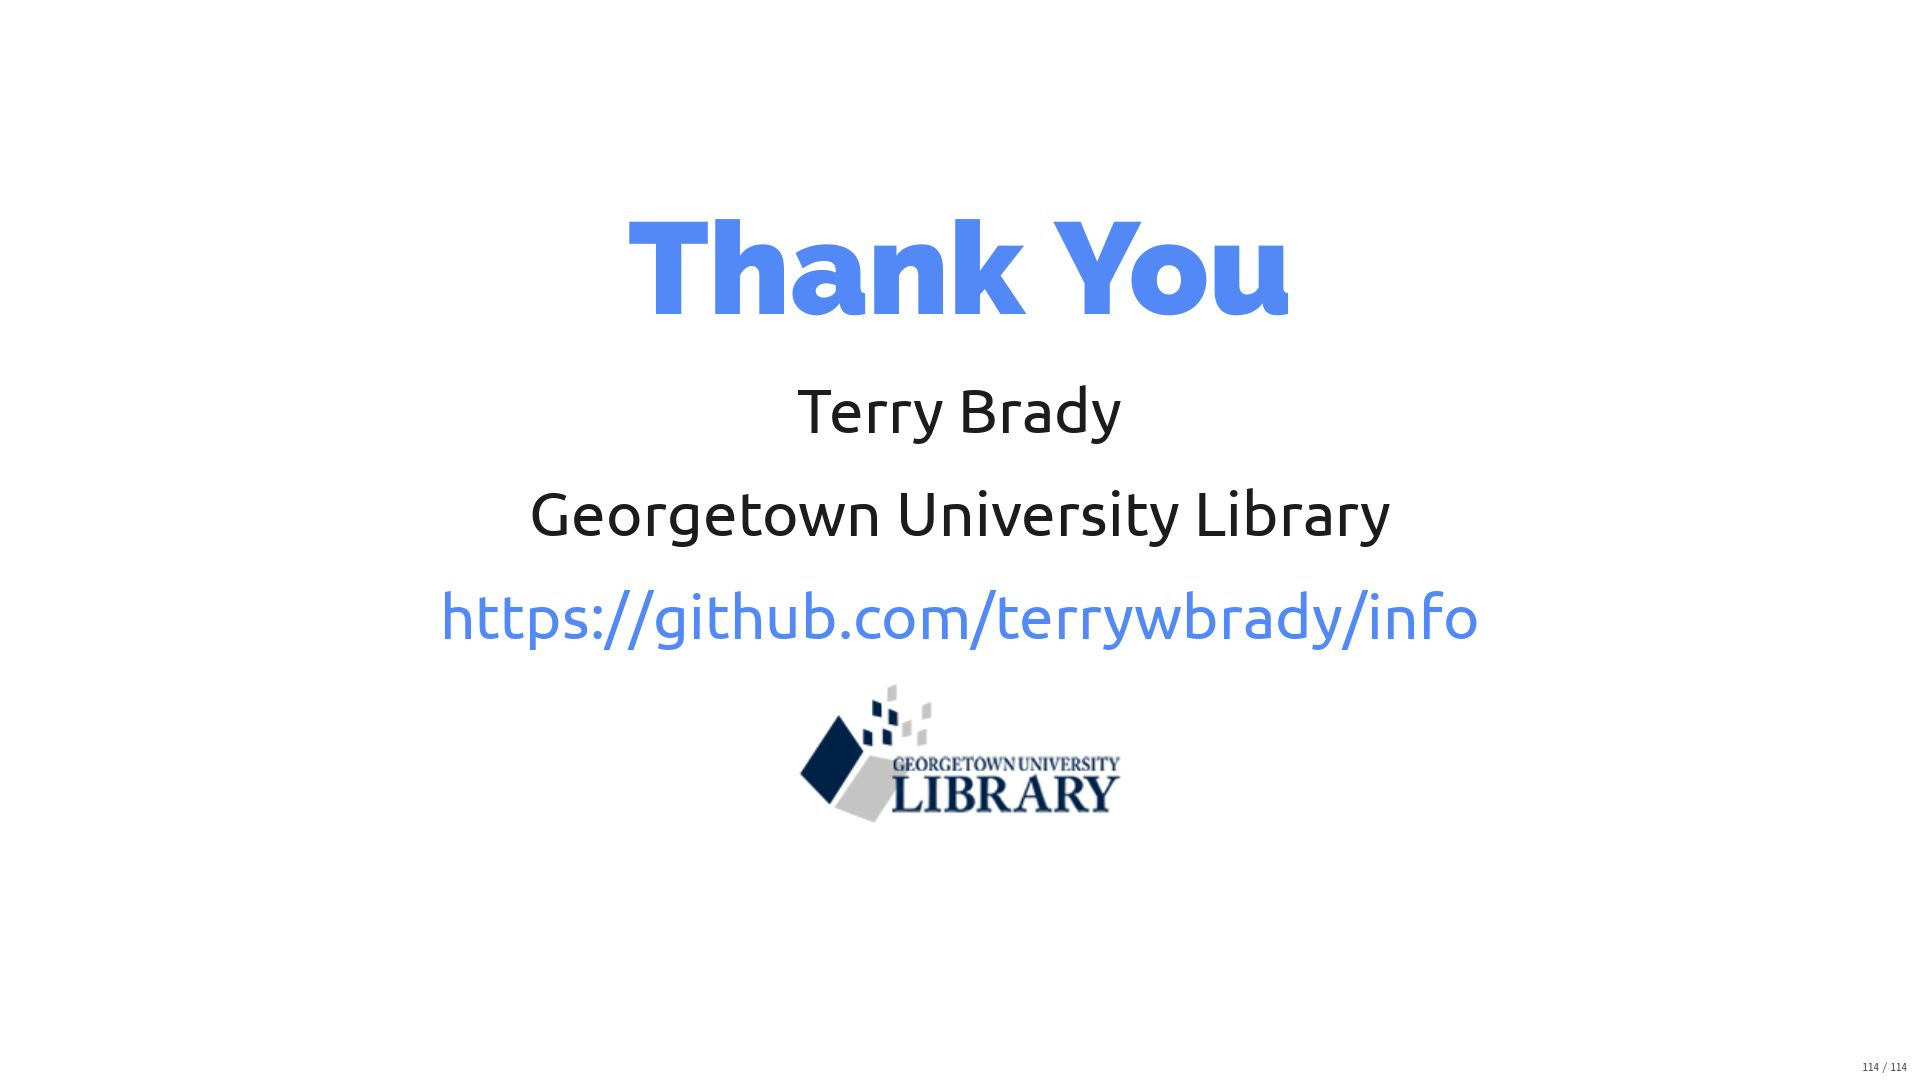 Thank You
Terry Brady
Georgetown University Library
https://github.com/terrywbrady/info
GEORGETOWN UNIVERSITY
LIBRARY
114 / 114